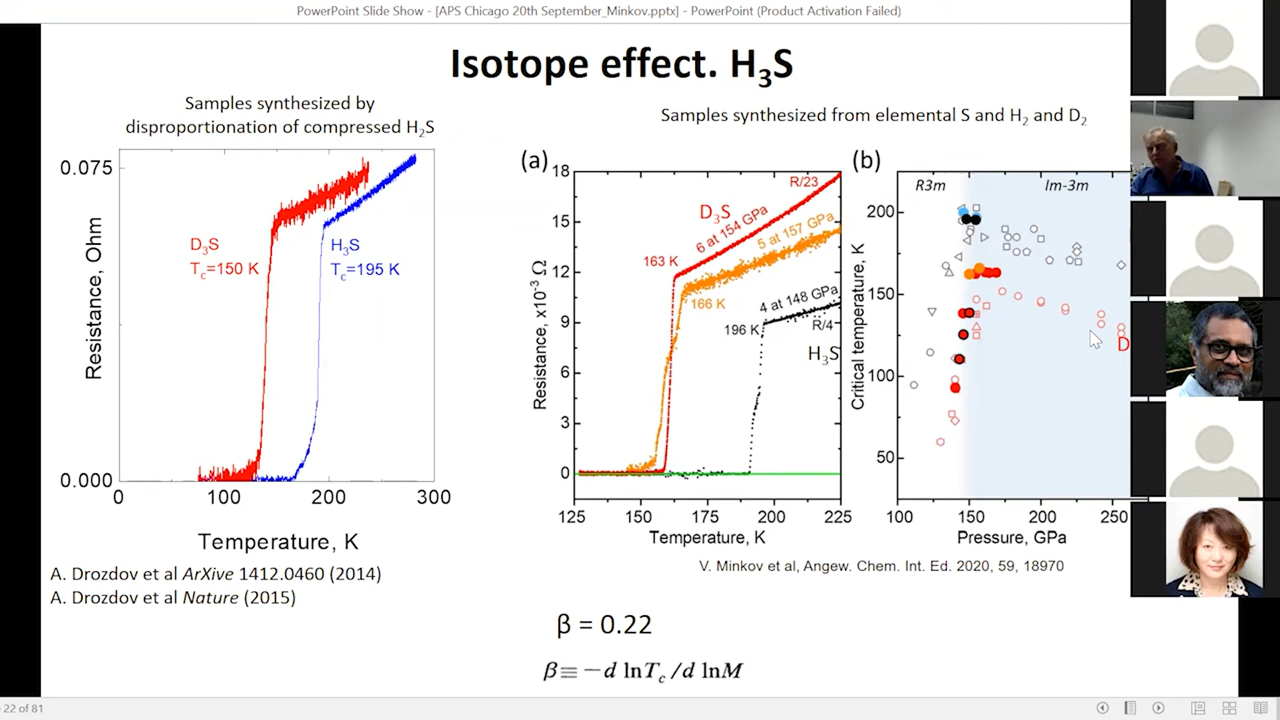 PowerPoint Slide Show - [APS Chicago 20th September_Minkov.pptx] - PowerPoint (Product Activation Failed)
Isotope effect. H₃S
Samples synthesized by
disproportionation of compressed H₂S
0.075
0.000
Resistance, Ohm
D₃S
T_c=150 K
H₃S
T_c=195 K
0 100 200 300
Temperature, K
A. Drozdov et al ArXive 1412.0460 (2014)
A. Drozdov et al Nature (2015)
Samples synthesized from elemental S and H₂ and D₂
(a)
18
15
12
9
6
3
0
Resistance, x10⁻³ Ω
D₃S
R/23
6 at 154 GPa
5 at 157 GPa
163 K
166 K
4 at 148 GPa
196 K
R/4
H₃S
125 150 175 200 225
Temperature, K
(b)
R3m
Im-3m
200
150
100
50
Critical temperature, K
D
100 150 200 250
Pressure, GPa
V. Minkov et al, Angew. Chem. Int. Ed. 2020, 59, 18970
β = 0.22
β≡ −d lnT_c /d lnM
22 of 81